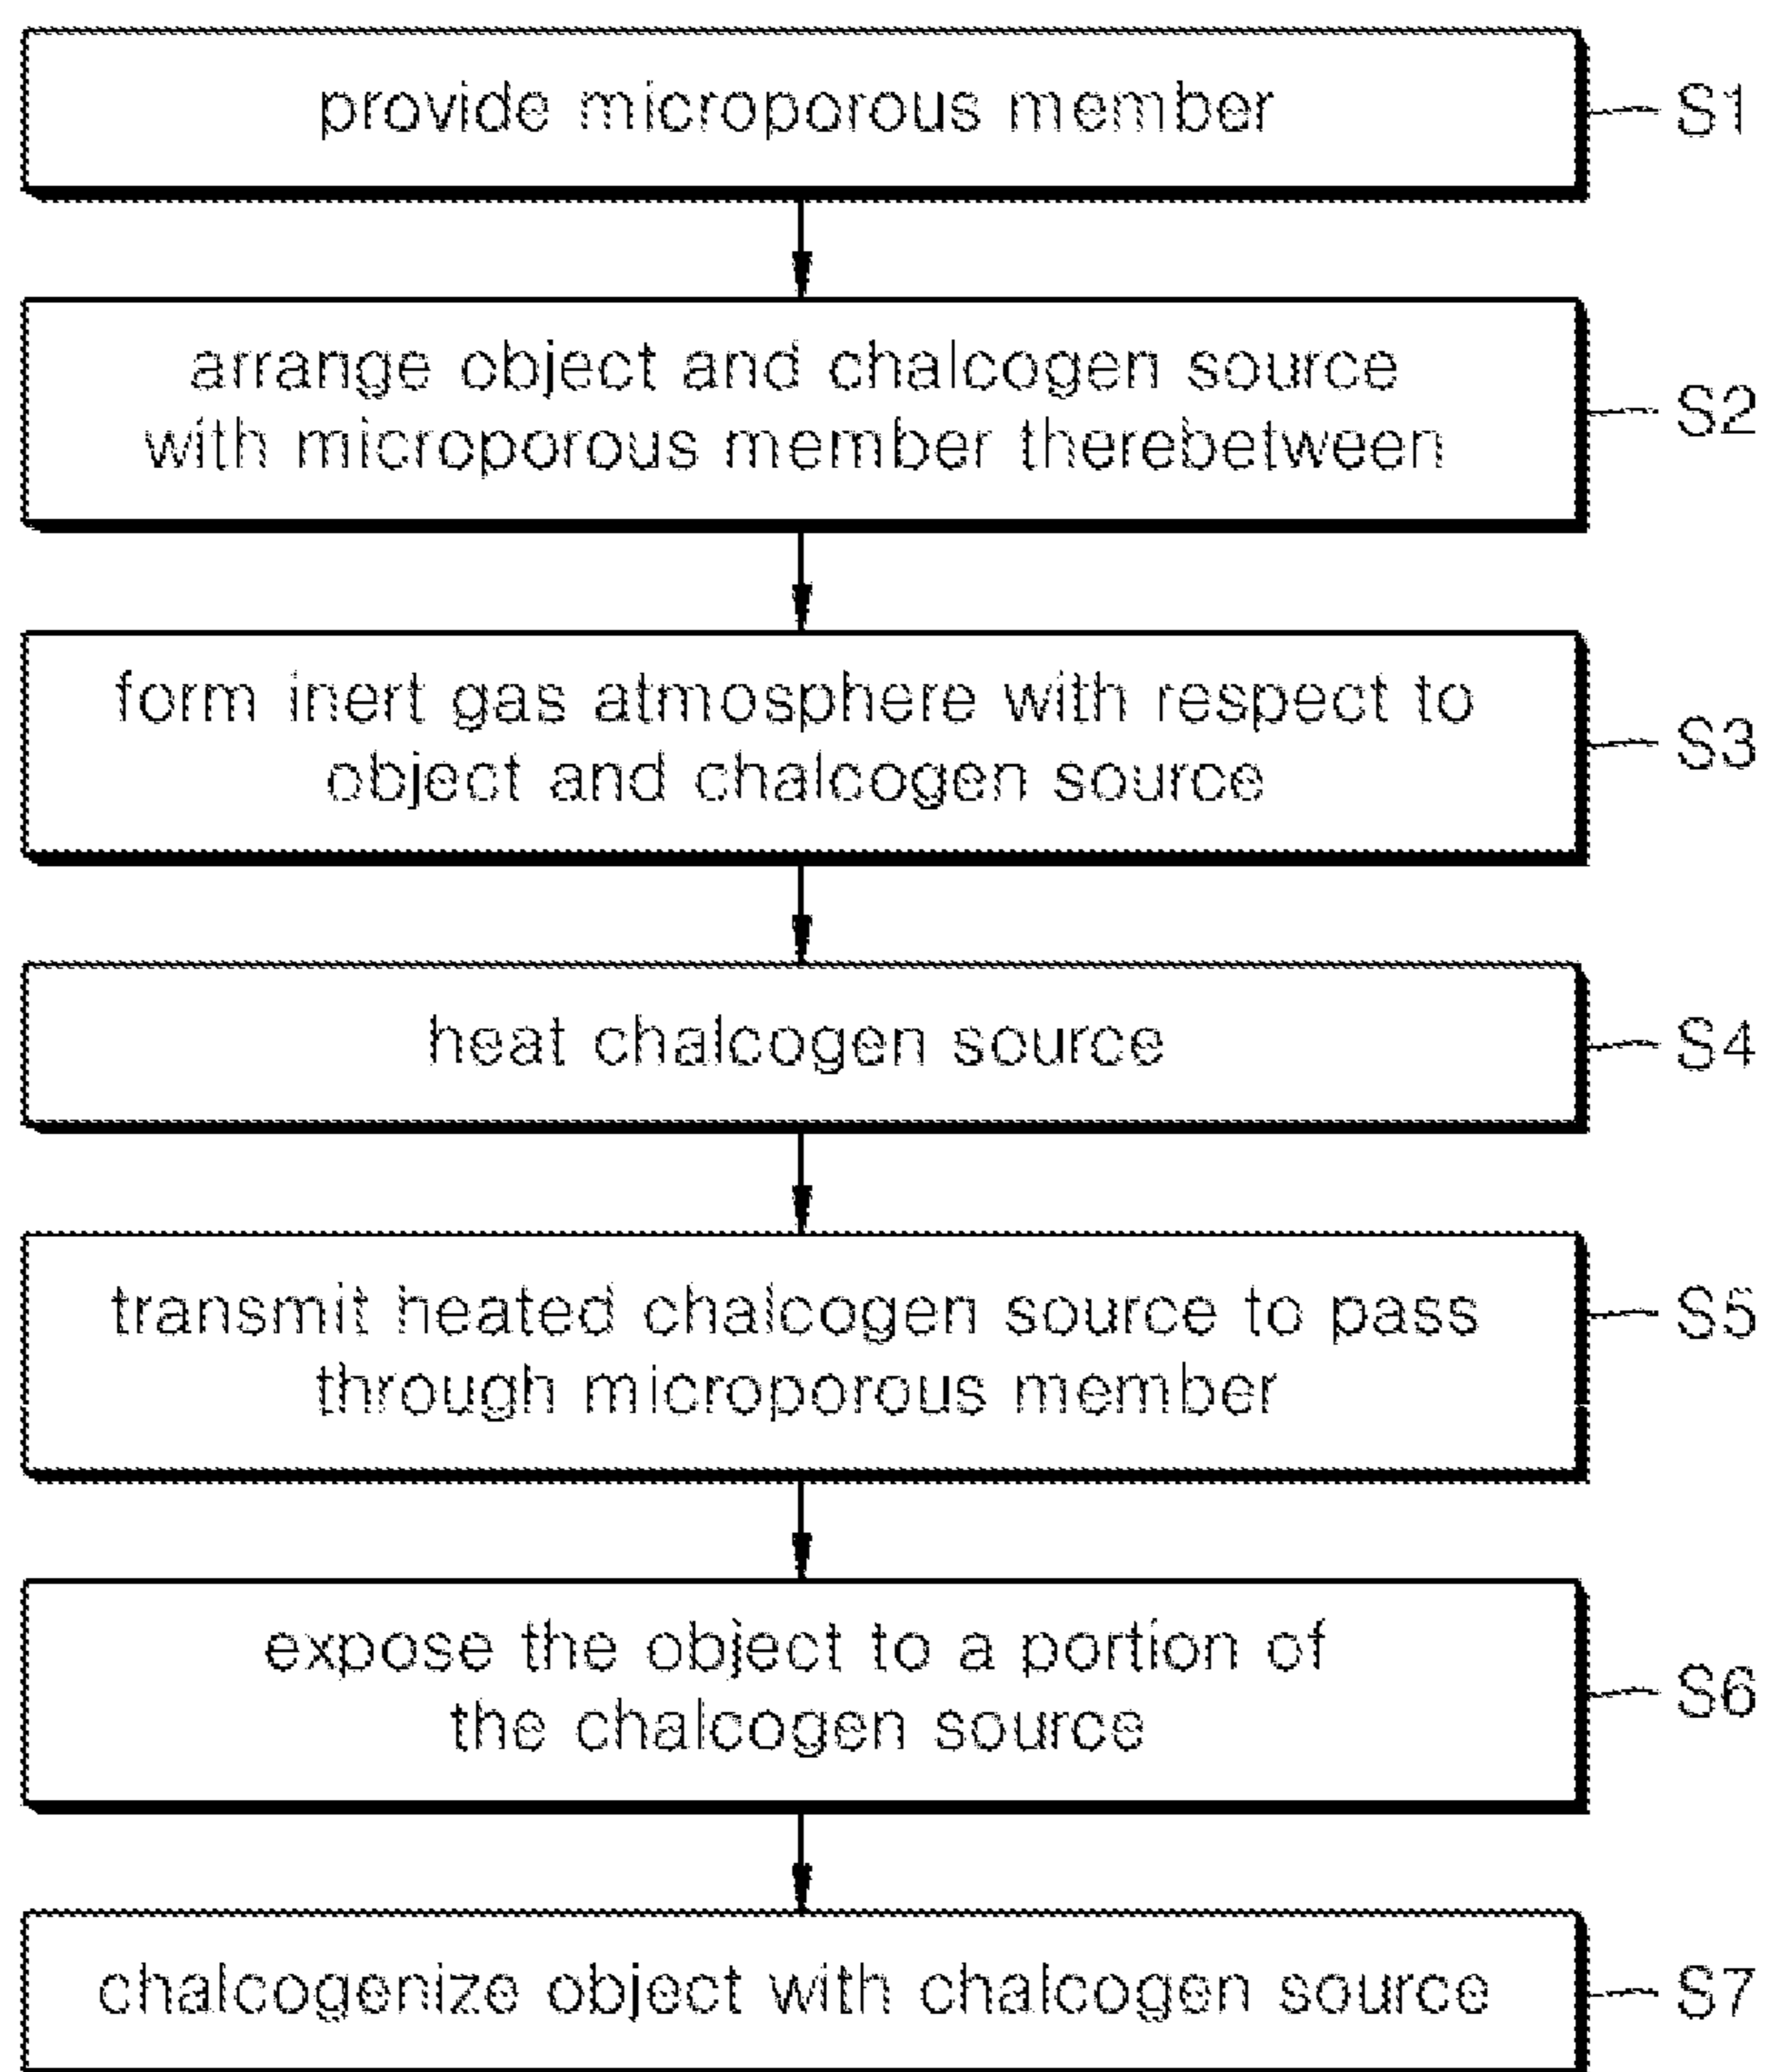 provide microporous member
S1
arrange object and chalcogen source
with microporous member therebetween
S2
form inert gas atmosphere with respect to
object and chalcogen source
S3
heat chalcogen source
S4
transmit heated chalcogen source to pass
through microporous member
S5
expose the object to a portion of
the chalcogen source
S6
chalcogenize object with chalcogen source
S7